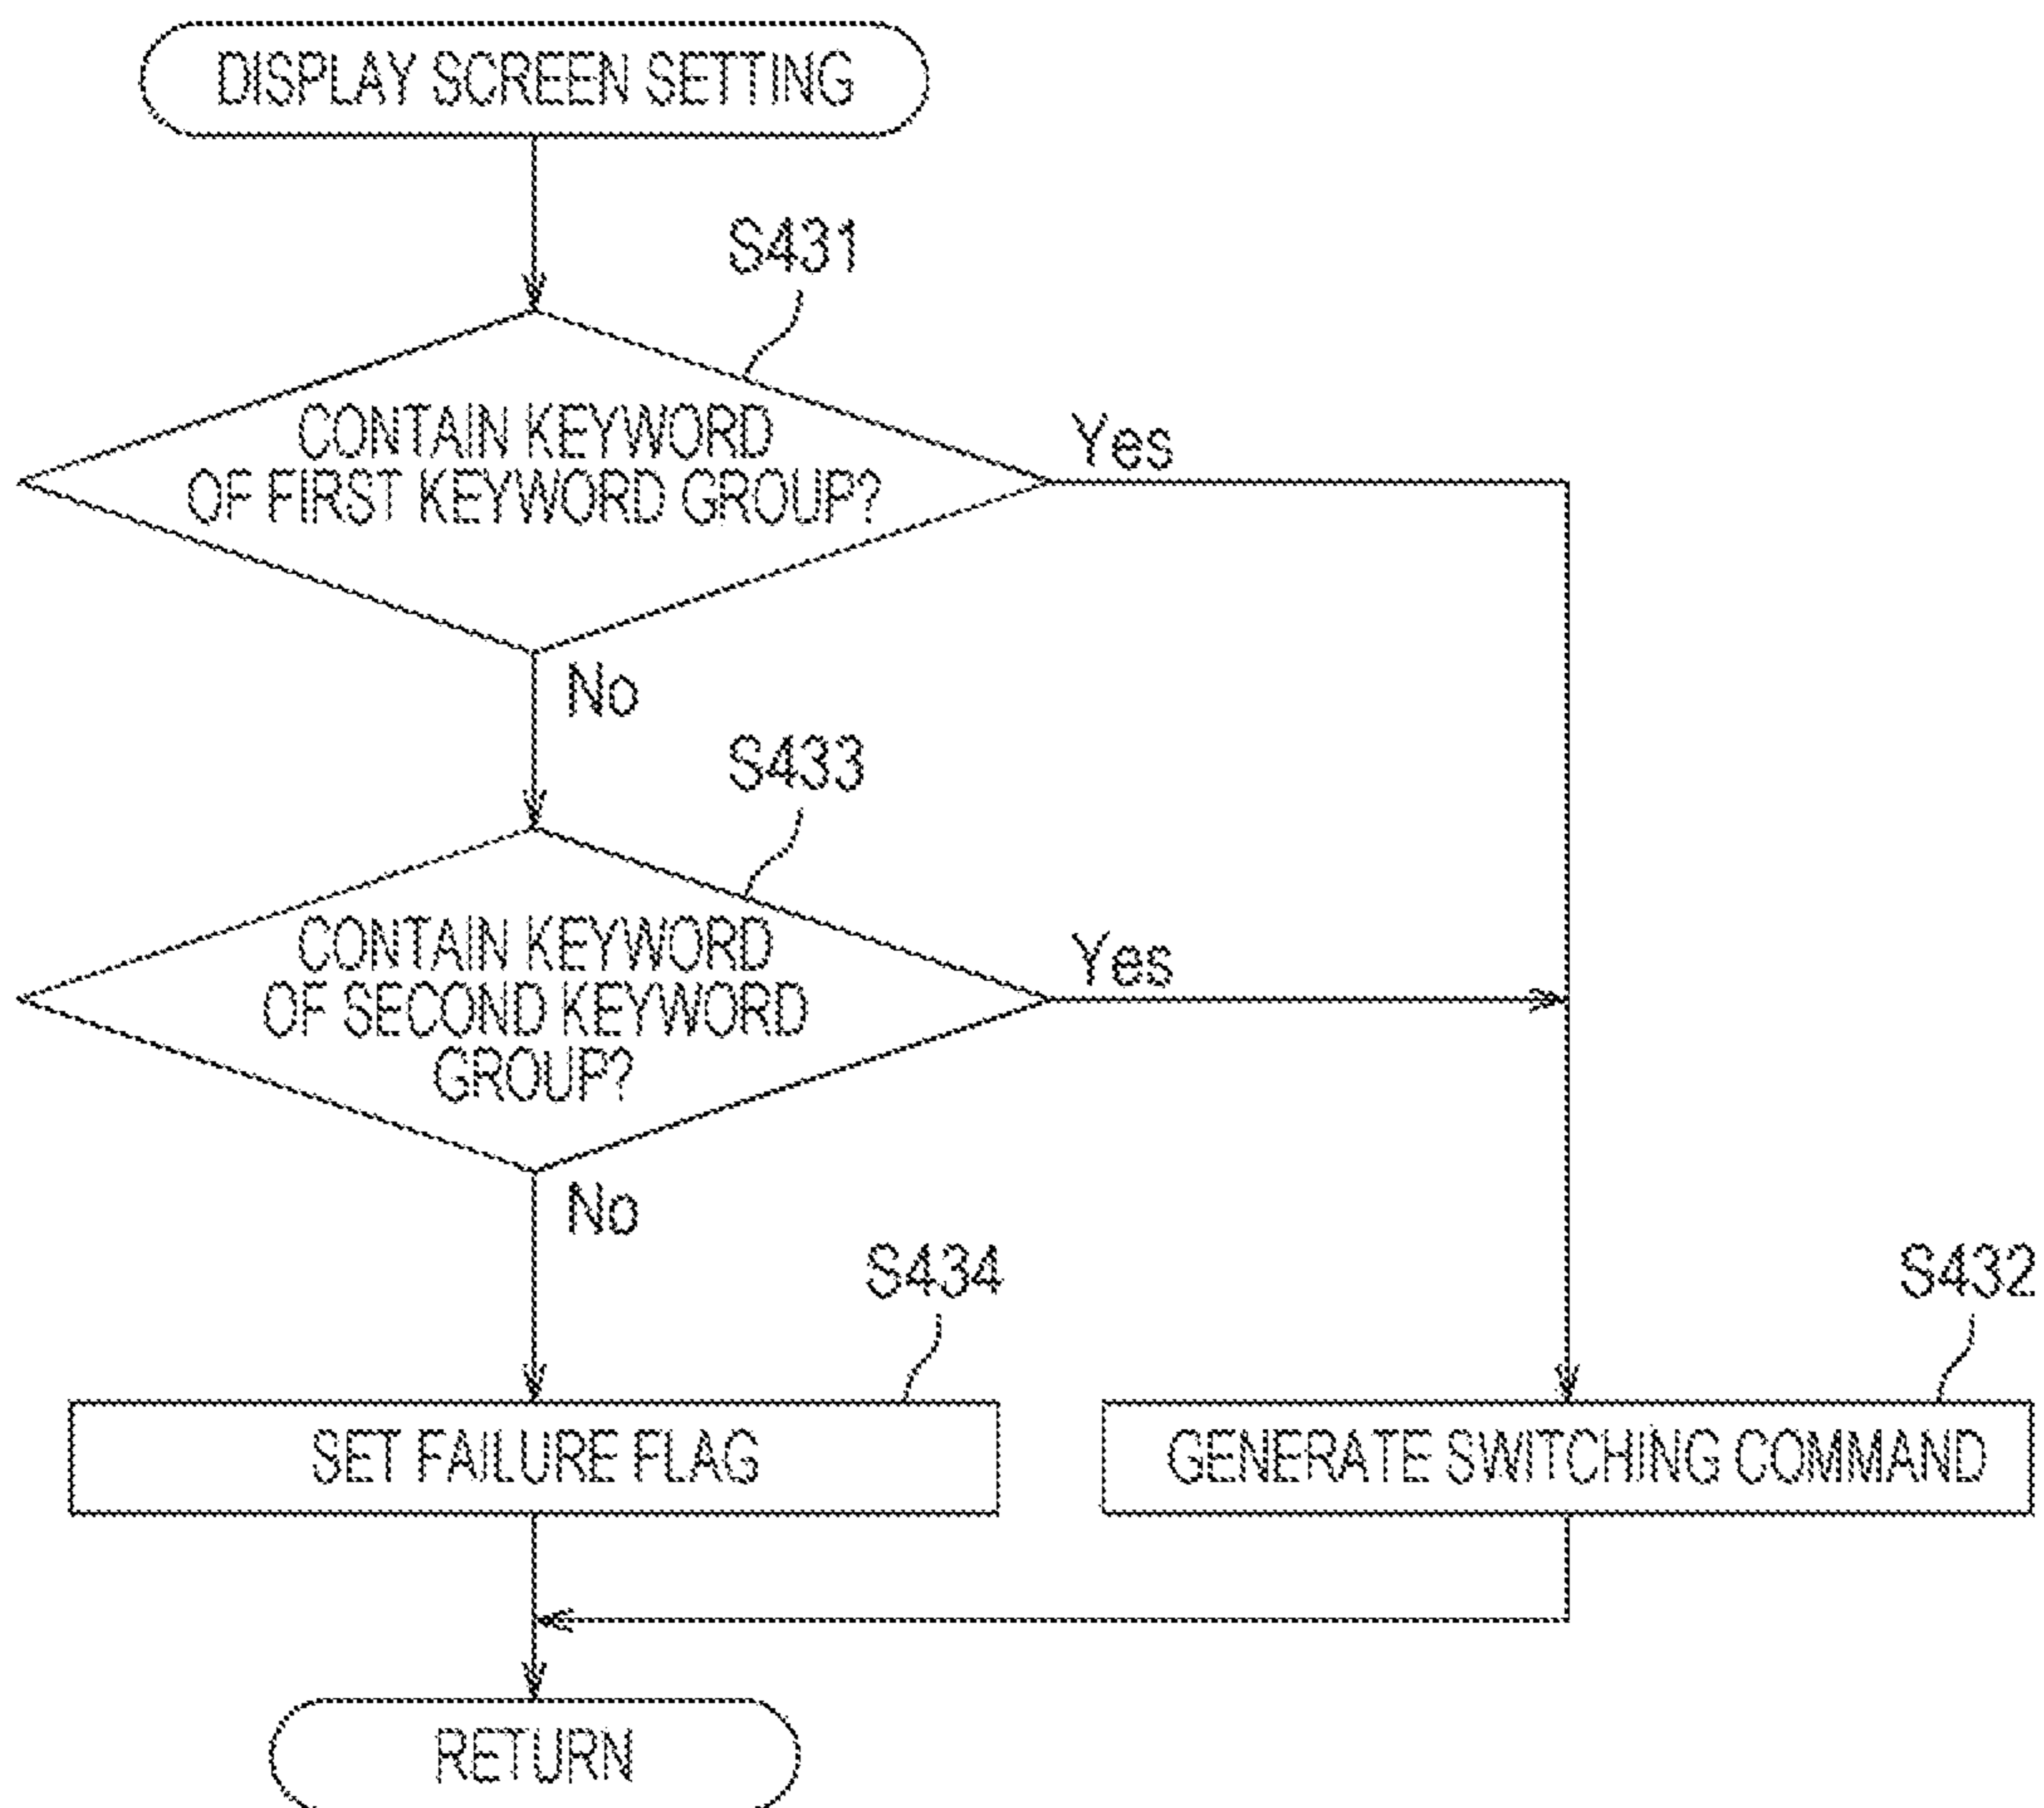 DISPLAY SCREEN SETTING
S431
CONTAIN KEYWORD
OF FIRST KEYWORD GROUP?
Yes
No
S433
CONTAIN KEYWORD
OF SECOND KEYWORD
GROUP?
Yes
No
S434
S432
SET FAILURE FLAG
GENERATE SWITCHING COMMAND
RETURN